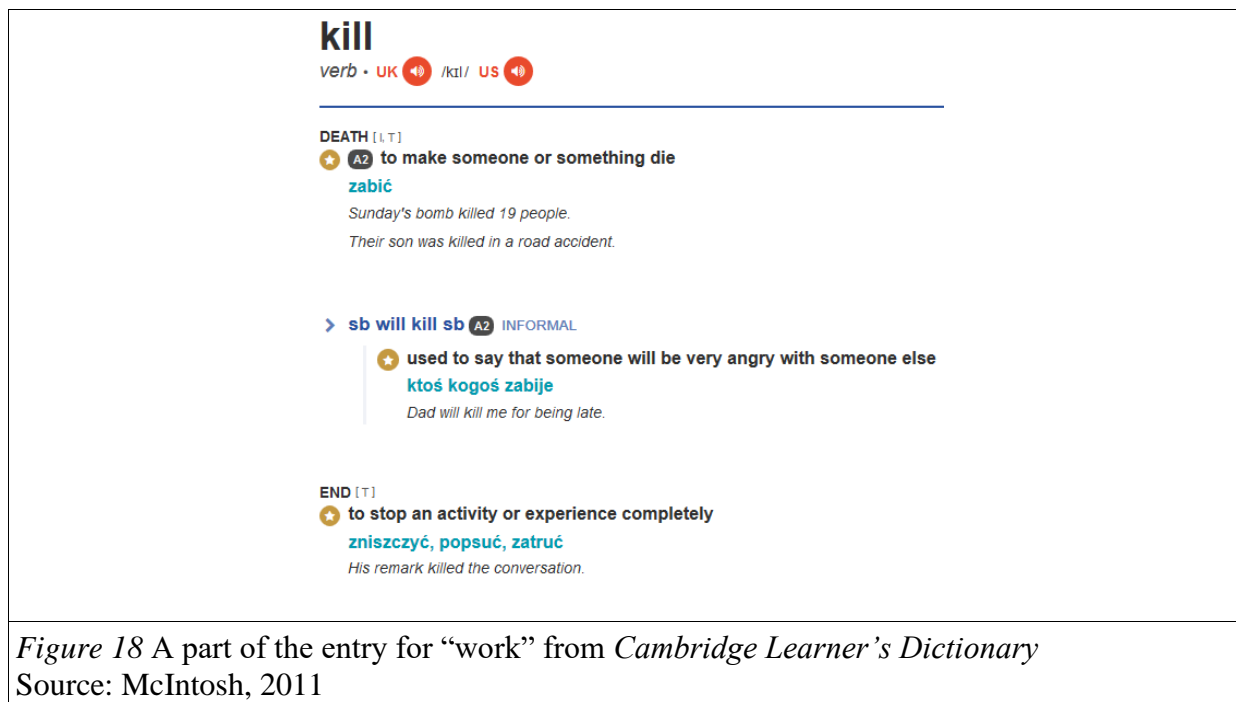 kill
verb • UK /kɪl/ US
DEATH [I, T]
A2 to make someone or something die
zabić
Sunday's bomb killed 19 people.
Their son was killed in a road accident.
sb will kill sb A2 INFORMAL
used to say that someone will be very angry with someone else
ktoś kogoś zabije
Dad will kill me for being late.
END [T]
to stop an activity or experience completely
zniszczyć, popsuć, zatruć
His remark killed the conversation.
Figure 18 A part of the entry for “work” from Cambridge Learner’s Dictionary
Source: McIntosh, 2011